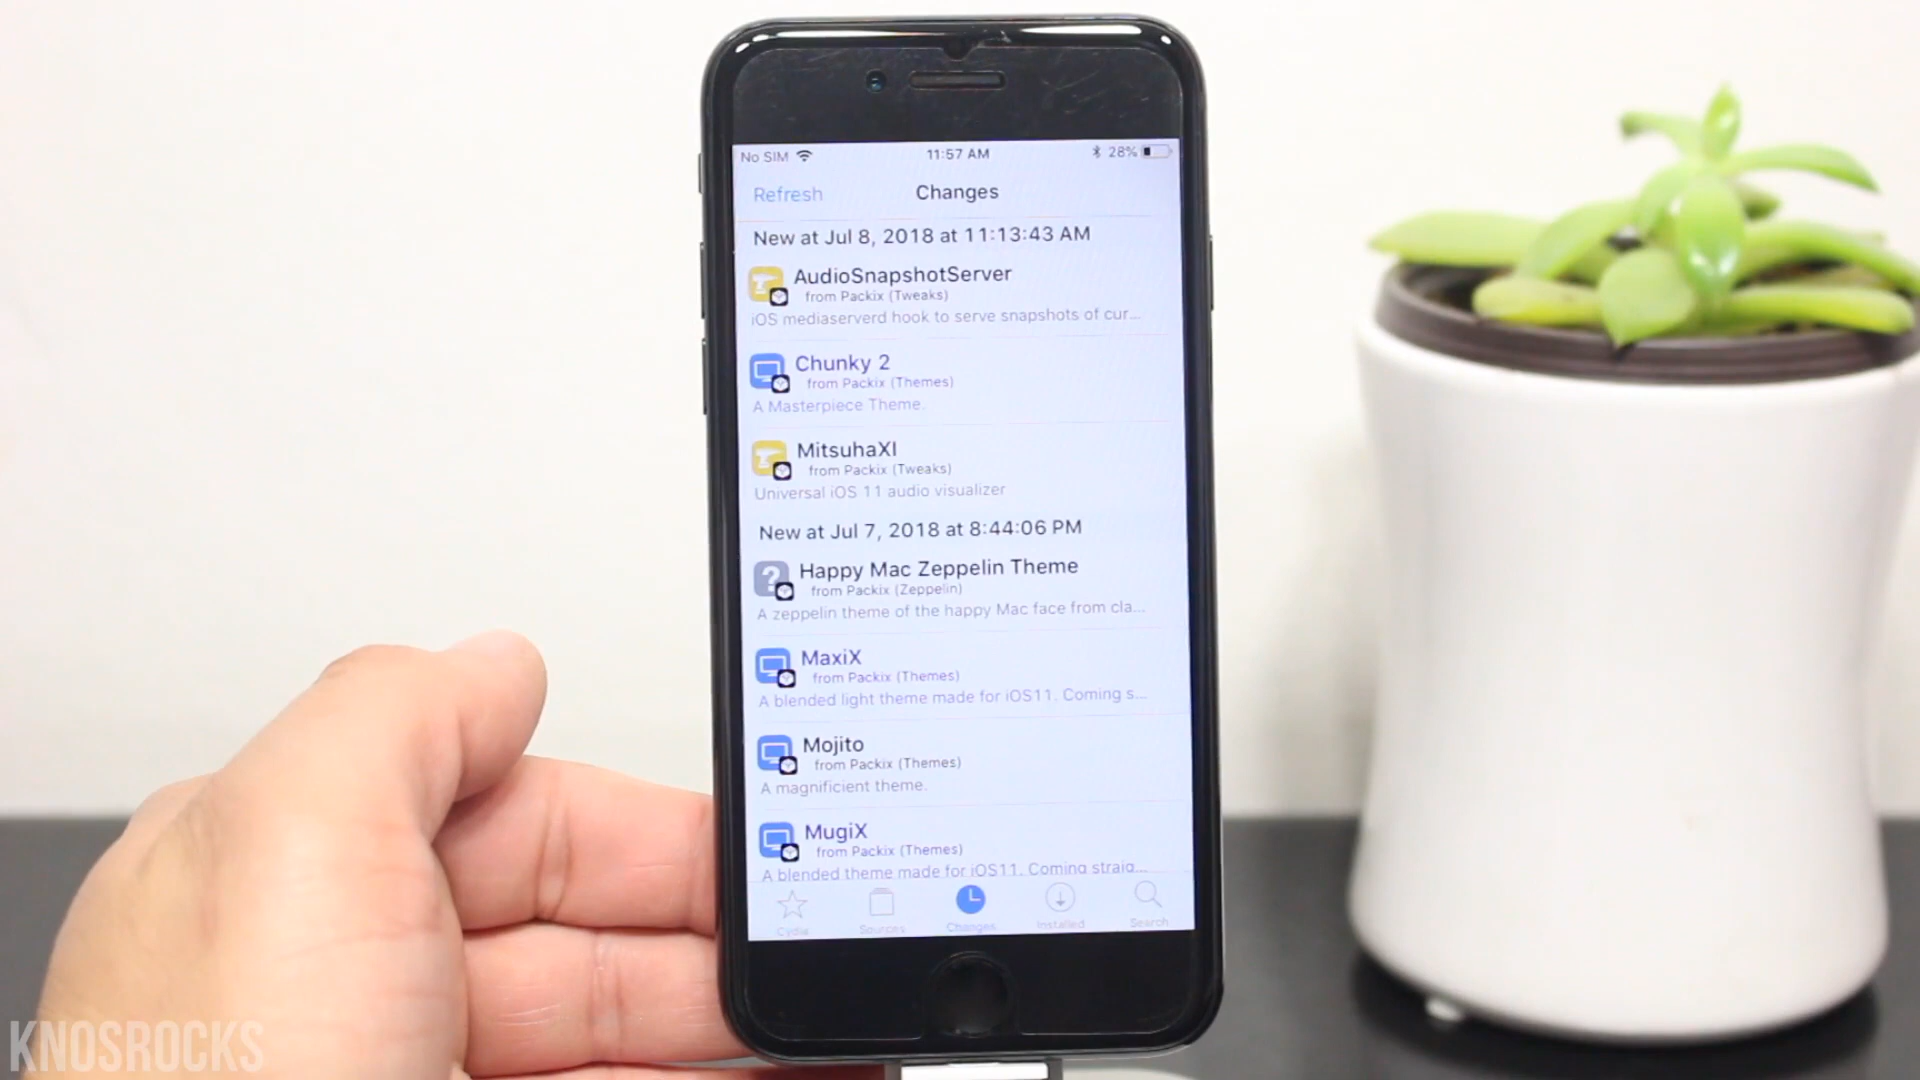 No SIM 11:57 AM 28%
Refresh Changes
New at Jul 8, 2018 at 11:13:43 AM
AudioSnapshotServer
from Packix (Tweaks)
iOS mediaserverd hook to serve snapshots of cur...
Chunky 2
from Packix (Themes)
A Masterpiece Theme.
MitsuhaXI
from Packix (Tweaks)
Universal iOS 11 audio visualizer
New at Jul 7, 2018 at 8:44:06 PM
Happy Mac Zeppelin Theme
from Packix (Zeppelin)
A zeppelin theme of the happy Mac face from cla...
MaxiX
from Packix (Themes)
A blended light theme made for iOS11. Coming s...
Mojito
from Packix (Themes)
A magnificient theme.
MugiX
from Packix (Themes)
A blended theme made for iOS11. Coming straig...
Cydia Sources Changes Installed Search
KNOSROCKS